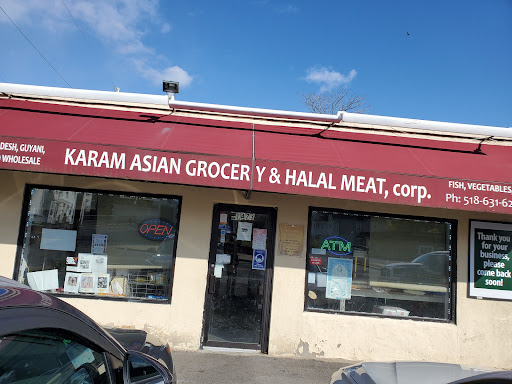 DESH, GUYANI,
WHOLESALE
KARAM ASIAN GROCERY & HALAL MEAT, corp.
FISH, VEGETABLES
Ph: 518-631-62
OPEN
ATM
Thank you
for your
business,
please
come back
soon!